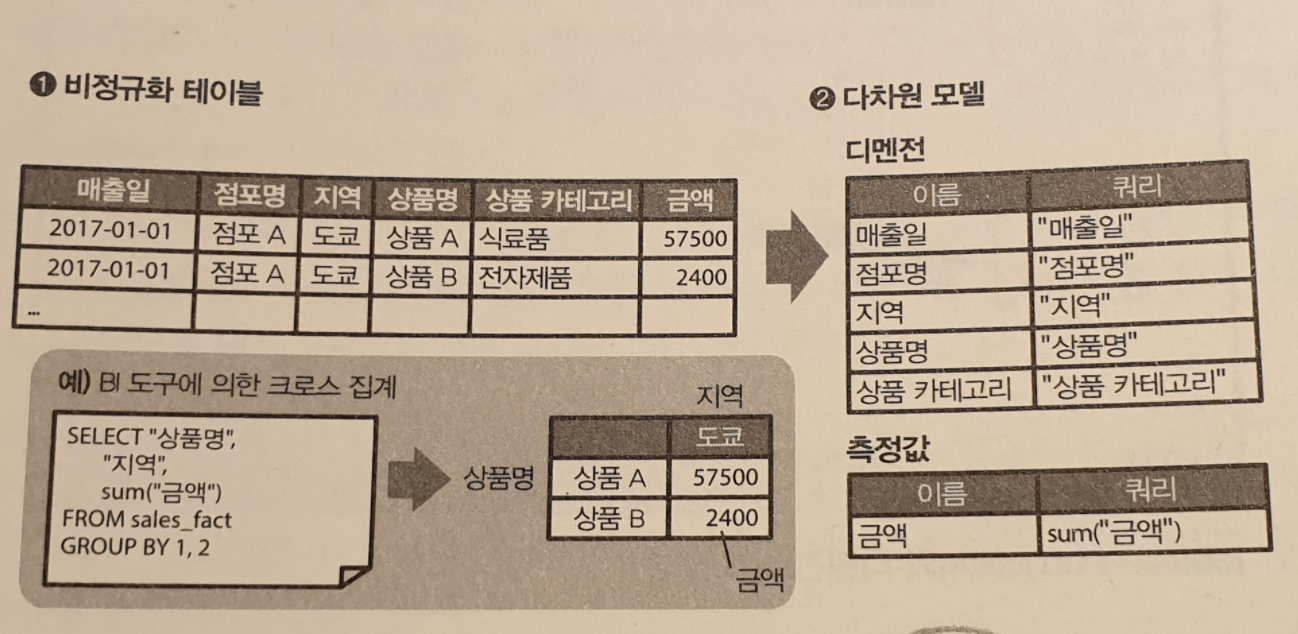 ❶ 비정규화 테이블
매출일 점포명 지역 상품명 상품 카테고리 금액
2017-01-01 점포 A 도쿄 상품 A 식료품 57500
2017-01-01 점포 A 도쿄 상품 B 전자제품 2400
...
예) BI 도구에 의한 크로스 집계
SELECT "상품명",
"지역",
sum("금액")
FROM sales_fact
GROUP BY 1, 2
지역
도쿄
상품명
상품 A 57500
상품 B 2400
금액
❷ 다차원 모델
디멘전
이름 쿼리
매출일 "매출일"
점포명 "점포명"
지역 "지역"
상품명 "상품명"
상품 카테고리 "상품 카테고리"
측정값
이름 쿼리
금액 sum("금액")